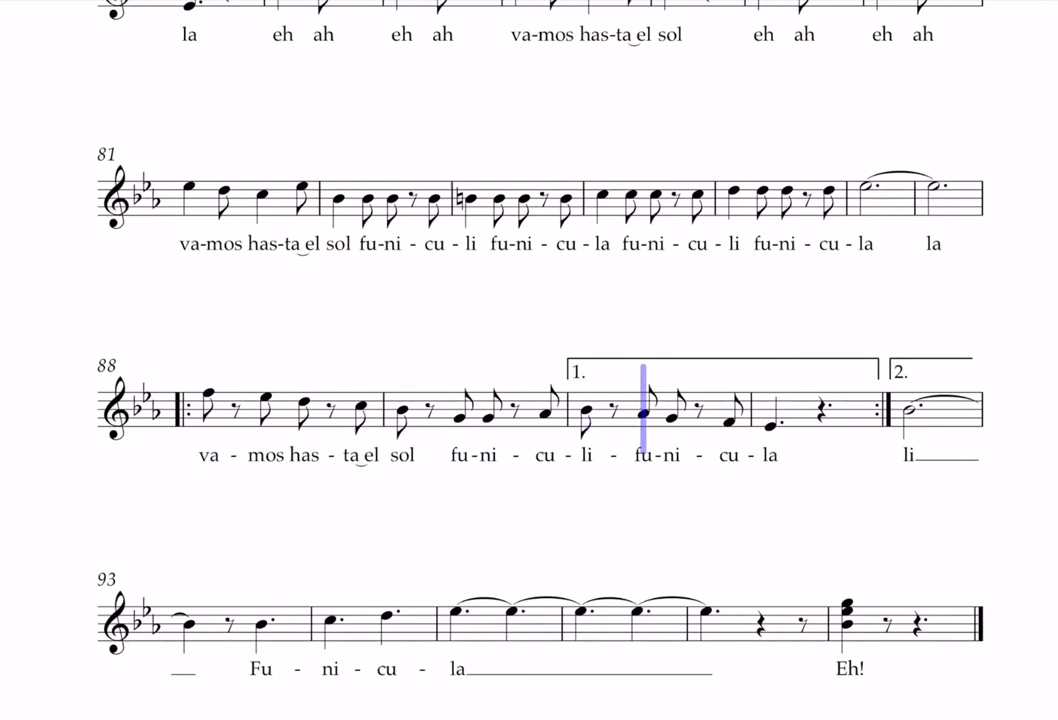 la eh ah eh ah va-mos has-ta el sol eh ah eh ah
81
va-mos has-ta el sol fu-ni - cu - li fu-ni - cu - la fu-ni - cu - li fu-ni - cu - la la
88
1. 2.
va - mos has - ta el sol fu-ni - cu - li - fu-ni - cu - la li
93
Fu - ni - cu - la Eh!